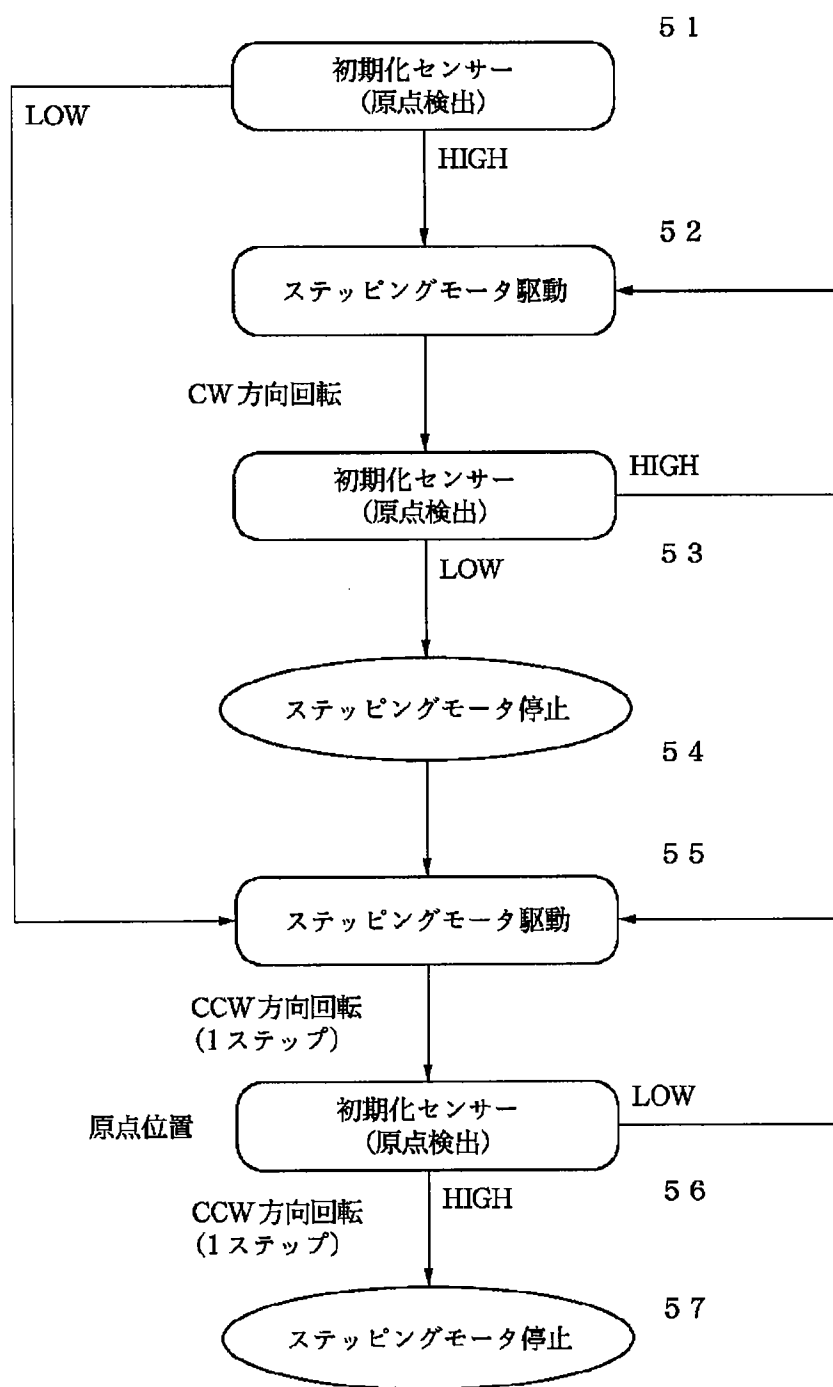 ５１
初期化センサー
(原点検出)
LOW
HIGH
５２
ステッピングモータ駆動
CW方向回転
初期化センサー
(原点検出)
HIGH
LOW
５３
ステッピングモータ停止
５４
５５
ステッピングモータ駆動
CCW方向回転
(1ステップ)
初期化センサー
(原点検出)
LOW
原点位置
CCW方向回転
(1ステップ)
HIGH
５６
５７
ステッピングモータ停止